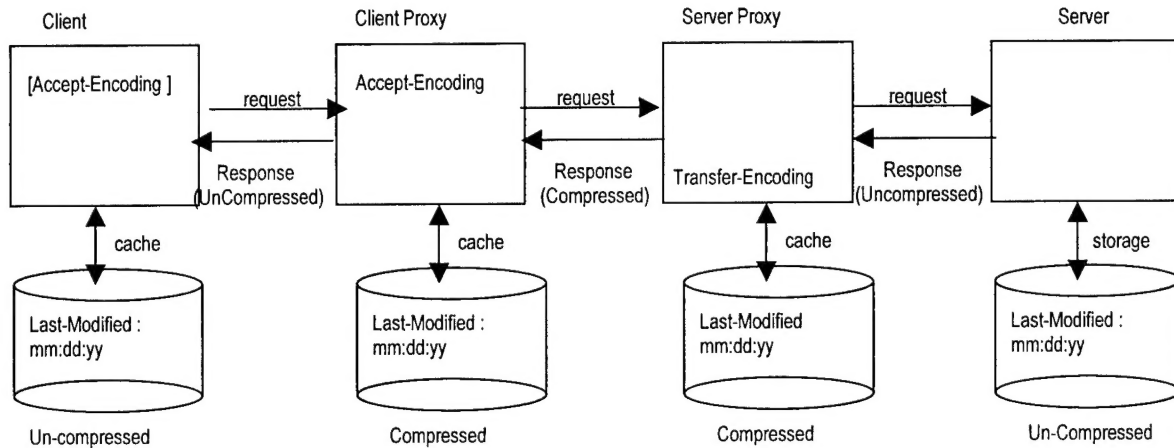 Client
Client Proxy
Server Proxy
Server
[Accept-Encoding ]
Accept-Encoding
request
request
request
Response
(UnCompressed)
Response
(Compressed)
Transfer-Encoding
Response
(Uncompressed)
cache
cache
cache
storage
Last-Modified :
mm:dd:yy
Last-Modified :
mm:dd:yy
Last-Modified
mm:dd:yy
Last-Modified :
mm:dd:yy
Un-compressed
Compressed
Compressed
Un-Compressed